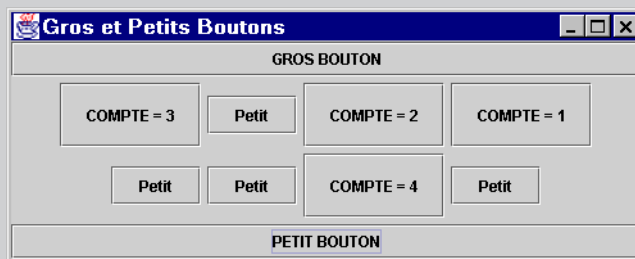 Gros et Petits Boutons
GROS BOUTON
COMPTE = 3 Petit COMPTE = 2 COMPTE = 1
Petit Petit COMPTE = 4 Petit
PETIT BOUTON